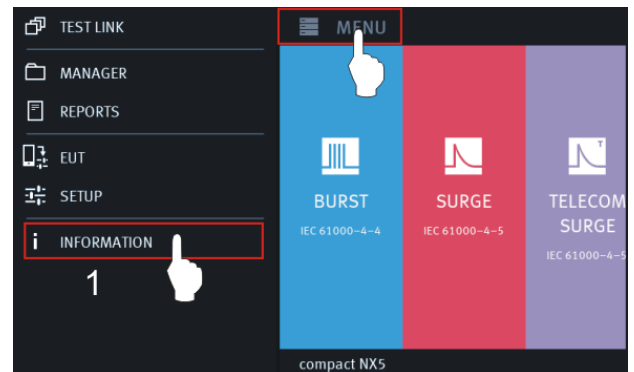 TEST LINK
MANAGER
REPORTS
EUT
SETUP
i INFORMATION
1
MENU
BURST
IEC 61000-4-4
SURGE
IEC 61000-4-5
T
TELECOM
SURGE
IEC 61000-4-5
compact NX5